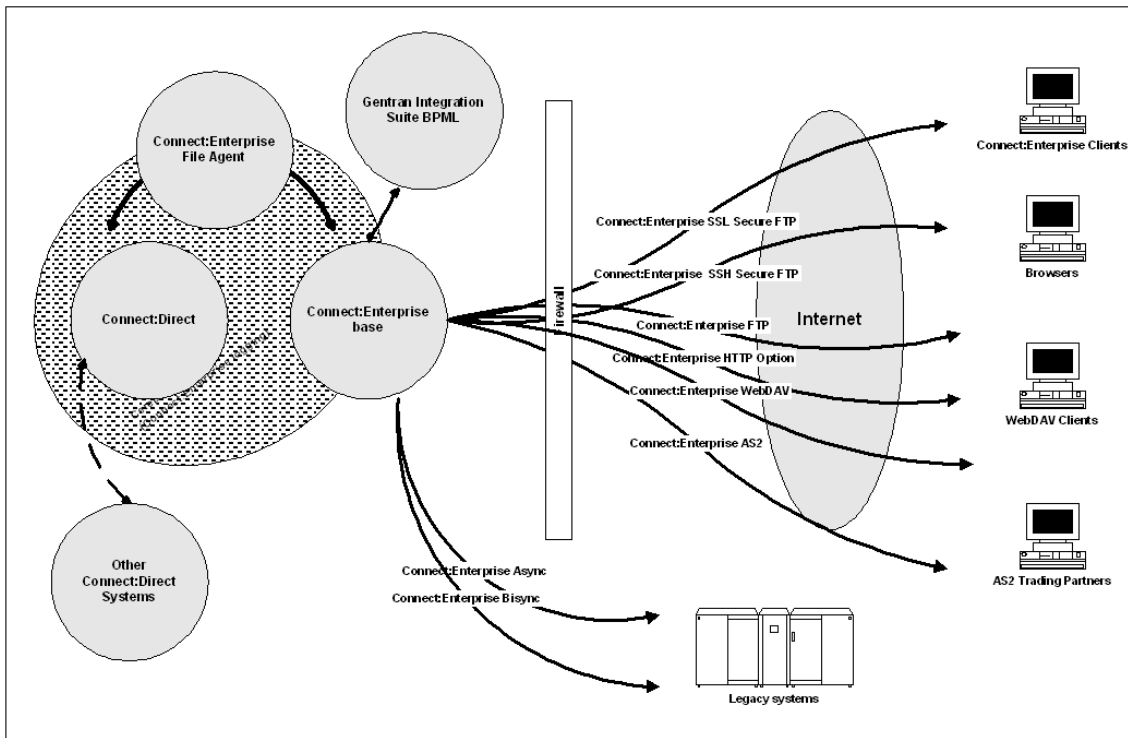 Gentran Integration
Suite BPML
Connect:Enterprise
File Agent
Connect:Direct
Connect:Enterprise
base
Other
Connect:Direct
Systems
irewall
Connect:Enterprise SSL Secure FTP
Connect:Enterprise SSH Secure FTP
Connect:Enterprise FTP
Connect:Enterprise HTTP Option
Connect:Enterprise WebDAV
Connect:Enterprise AS2
Internet
Connect:Enterprise Async
Connect:Enterprise Bisync
Connect:Enterprise Clients
Browsers
WebDAV Clients
AS2 Trading Partners
Legacy systems